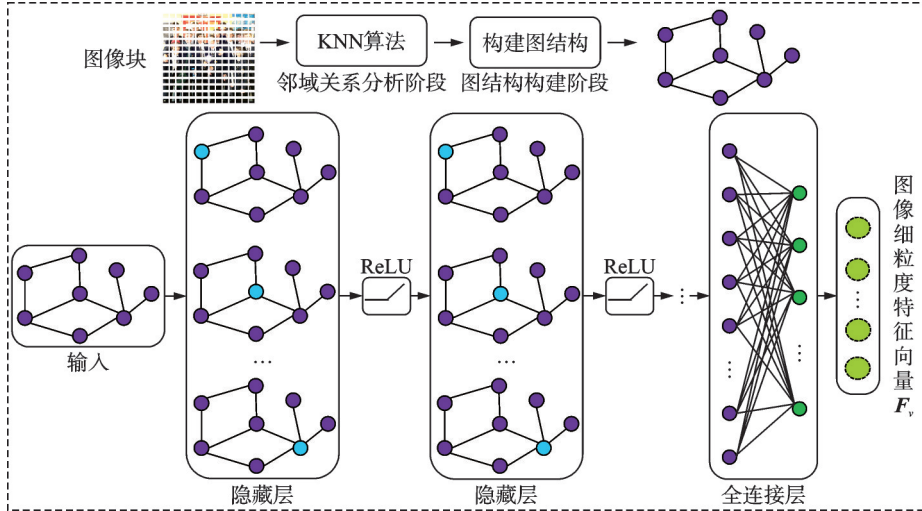 图像块
KNN算法
构建图结构
邻域关系分析阶段
图结构构建阶段
ReLU
ReLU
...
...
...
...
...
...
输入
隐藏层
隐藏层
全连接层
图像细粒度特征向量Fv